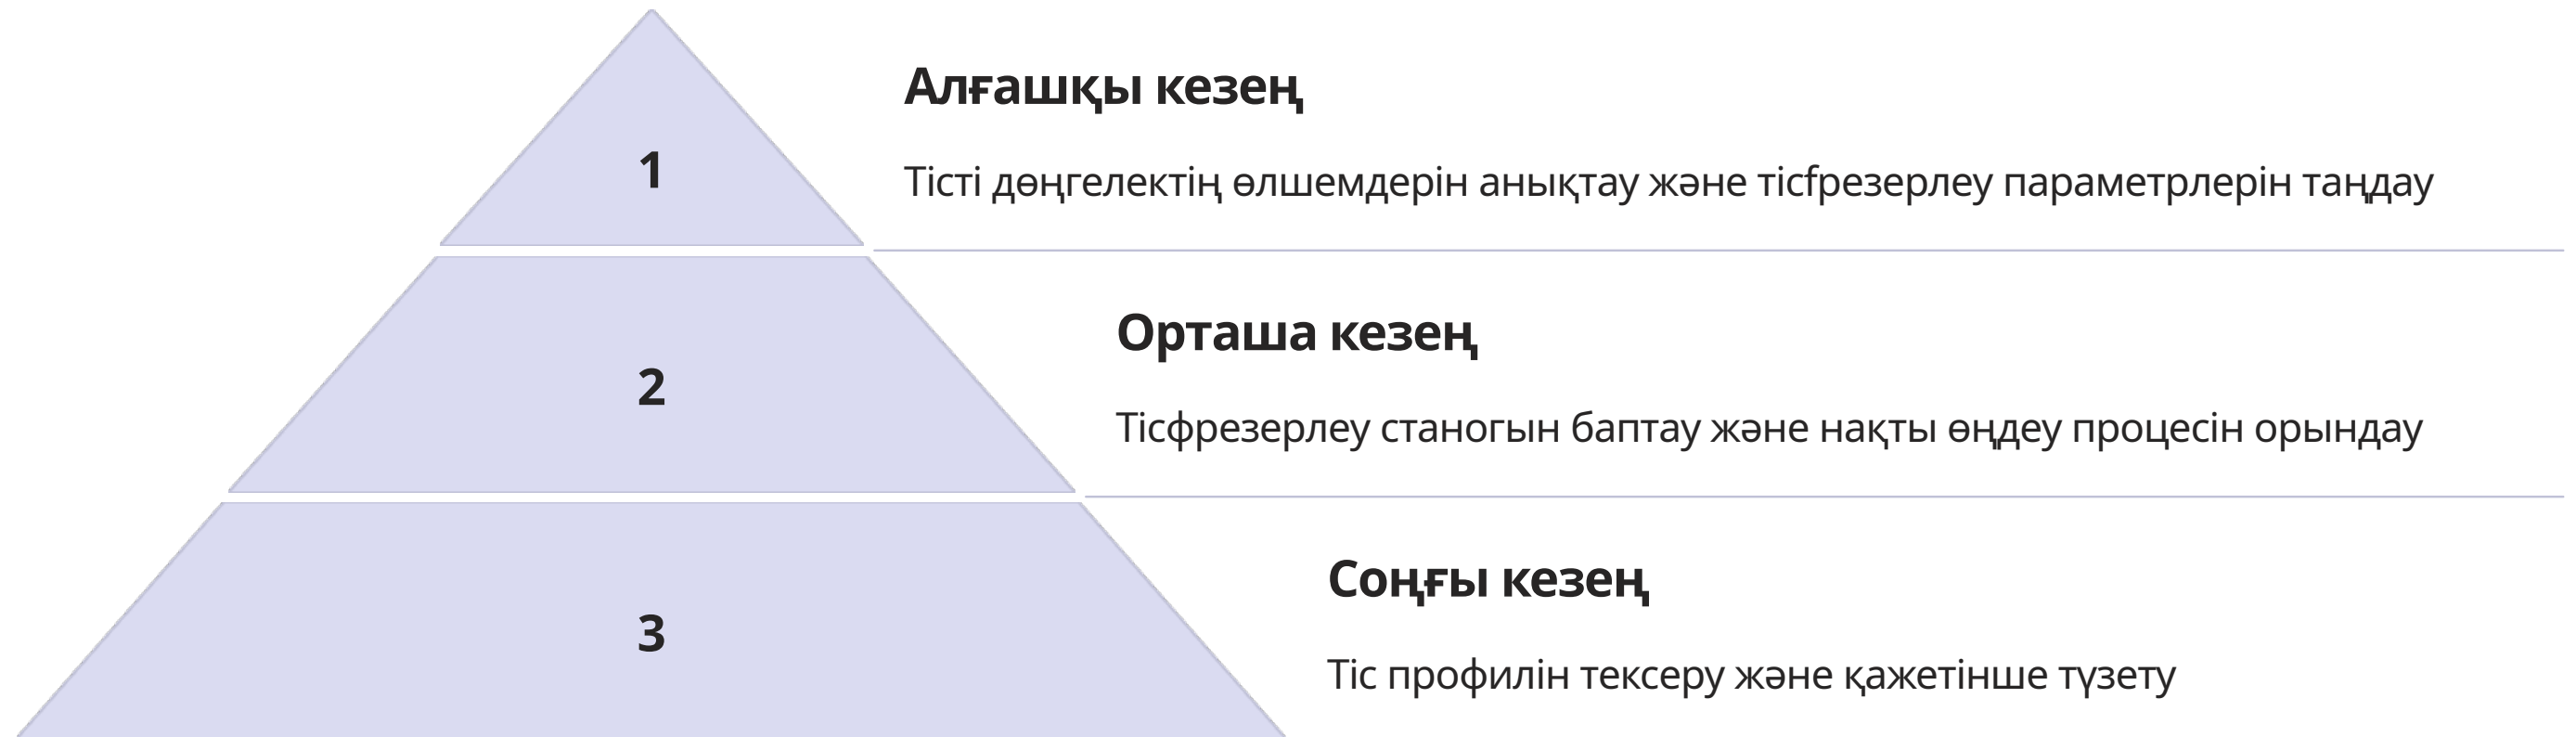 1
Алғашқы кезең
Тісті дөңгелектің өлшемдерін анықтау және тісfрезерлеу параметрлерін таңдау
2
Орташа кезең
Тісфрезерлеу станогын баптау және нақты өңдеу процесін орындау
3
Соңғы кезең
Тіс профилін тексеру және қажетінше түзету